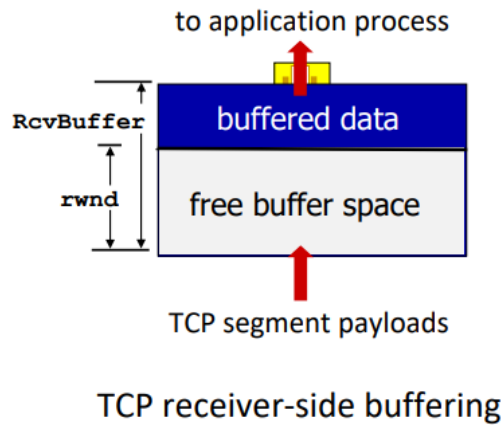 to application process
RcvBuffer
buffered data
rwnd
free buffer space
TCP segment payloads
TCP receiver-side buffering